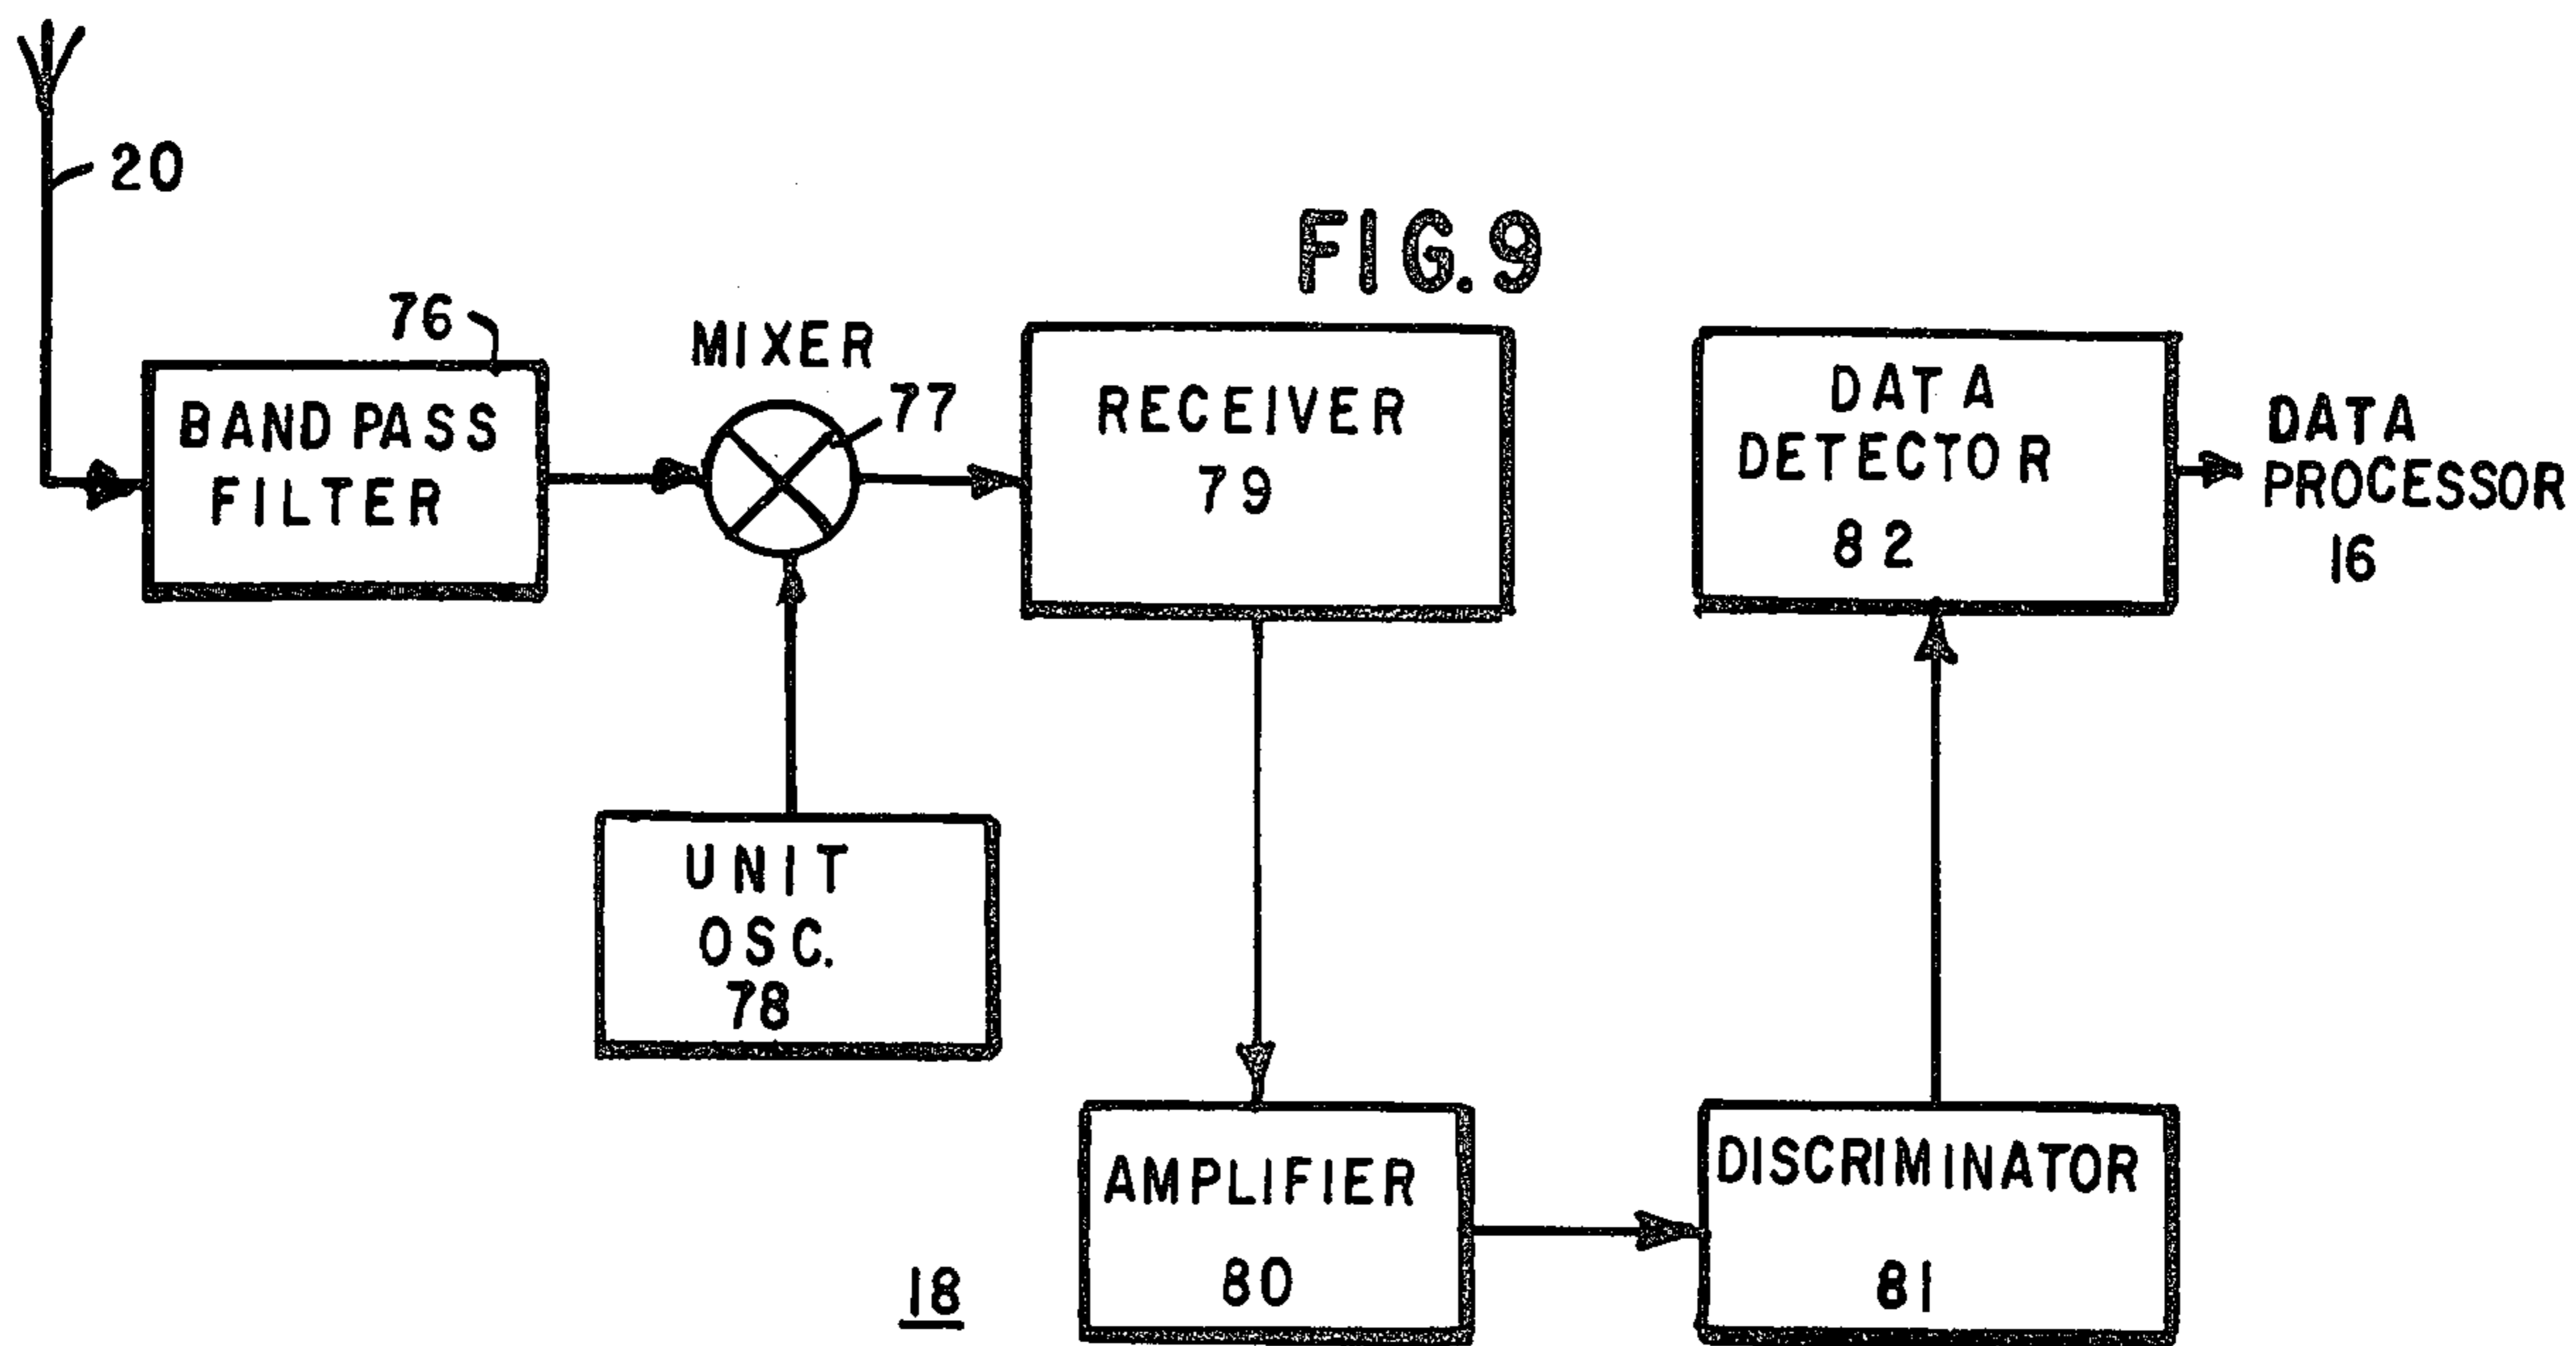 20
FIG. 9
76
BAND PASS
FILTER
MIXER
77
RECEIVER
79
DATA
DETECTOR
82
DATA
PROCESSOR
16
UNIT
OSC.
78
AMPLIFIER
80
DISCRIMINATOR
81
18